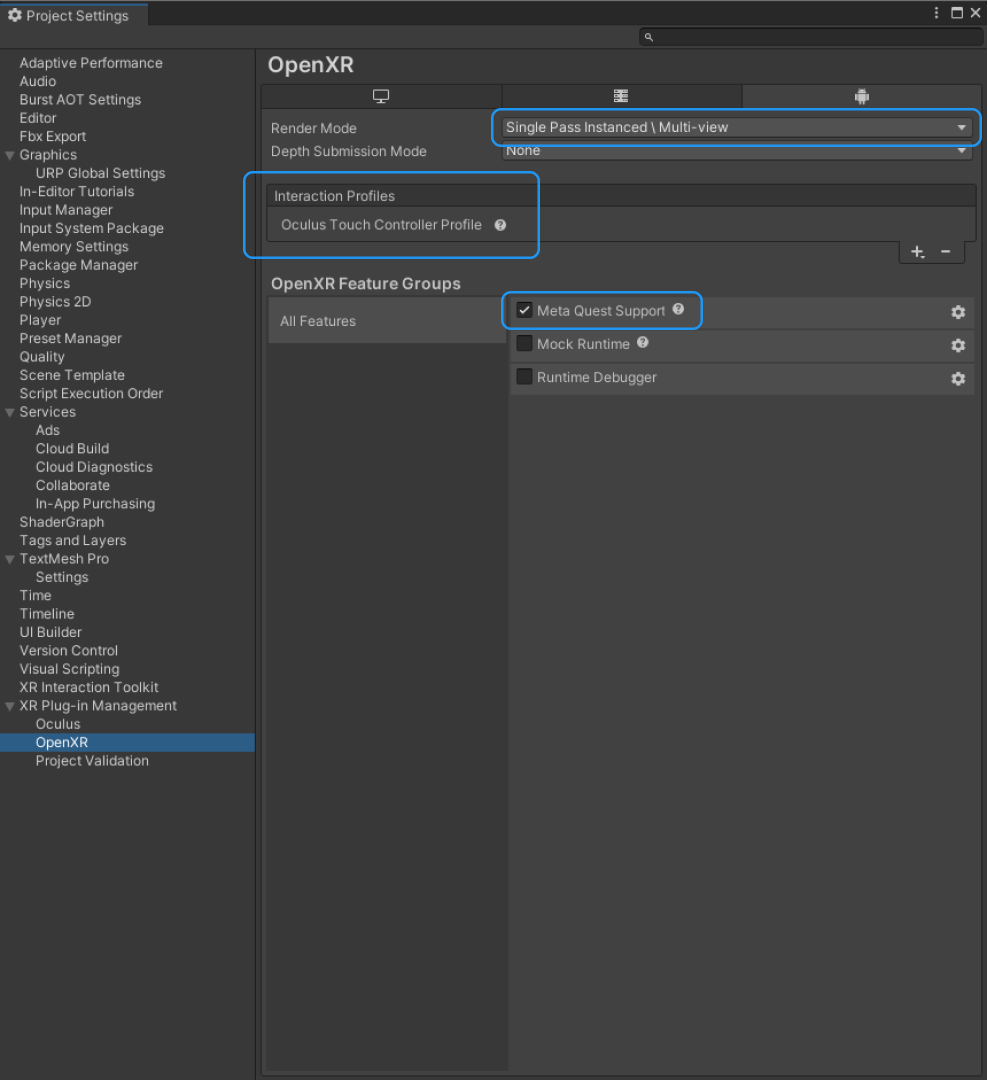 Project Settings
Adaptive Performance
Audio
Burst AOT Settings
Editor
Fbx Export
Graphics
URP Global Settings
In-Editor Tutorials
Input Manager
Input System Package
Memory Settings
Package Manager
Physics
Physics 2D
Player
Preset Manager
Quality
Scene Template
Script Execution Order
Services
Ads
Cloud Build
Cloud Diagnostics
Collaborate
In-App Purchasing
ShaderGraph
Tags and Layers
TextMesh Pro
Settings
Time
Timeline
UI Builder
Version Control
Visual Scripting
XR Interaction Toolkit
XR Plug-in Management
Oculus
OpenXR
Project Validation
OpenXR
Render Mode Single Pass Instanced \ Multi-view
Depth Submission Mode None
Interaction Profiles
Oculus Touch Controller Profile
OpenXR Feature Groups
All Features
Meta Quest Support
Mock Runtime
Runtime Debugger